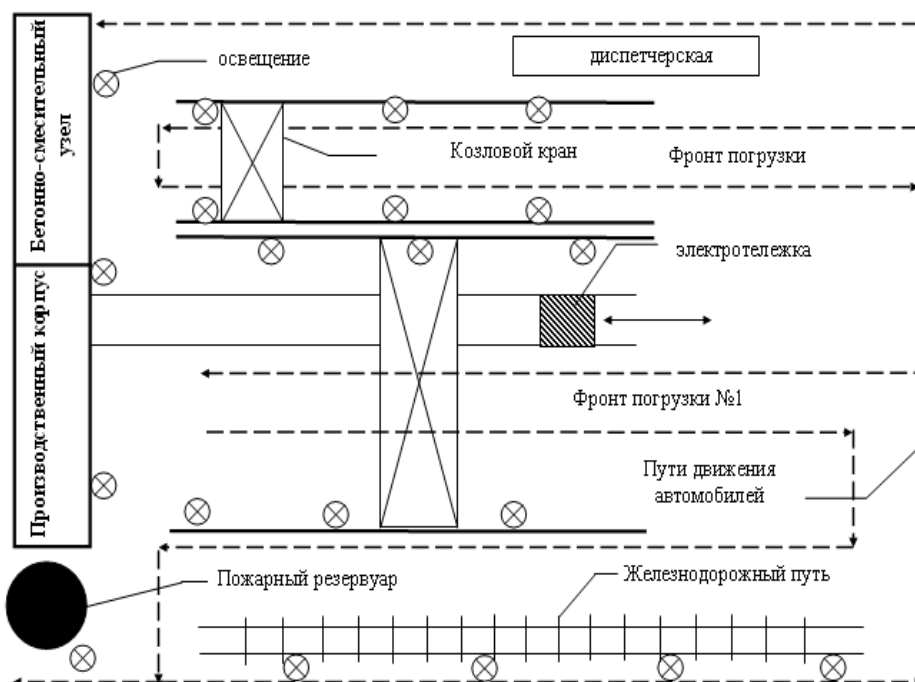 Бетонно-смесительный
узел
Производственный корпус
освещение
диспетчерская
Козловой кран
Фронт погрузки
электротележка
Фронт погрузки №1
Пути движения
автомобилей
Пожарный резервуар
Железнодорожный путь